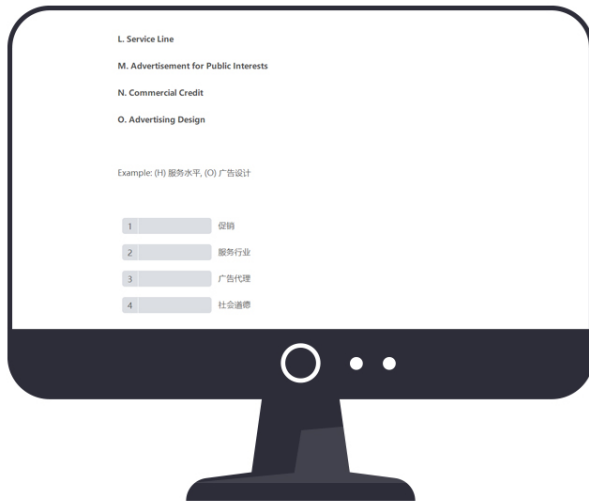 L. Service Line
M. Advertisement for Public Interests
N. Commercial Credit
O. Advertising Design
Example: (H) 服务水平, (O) 广告设计
1 促销
2 服务行业
3 广告代理
4 社会道德